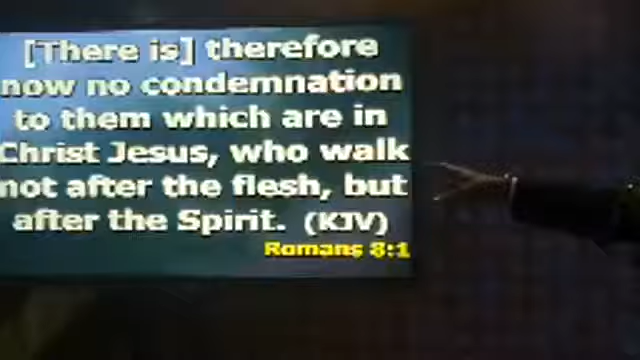 [There is] therefore
now no condemnation
to them which are in
Christ Jesus, who walk
not after the flesh, but
after the Spirit. (KJV)
Romans 8:1